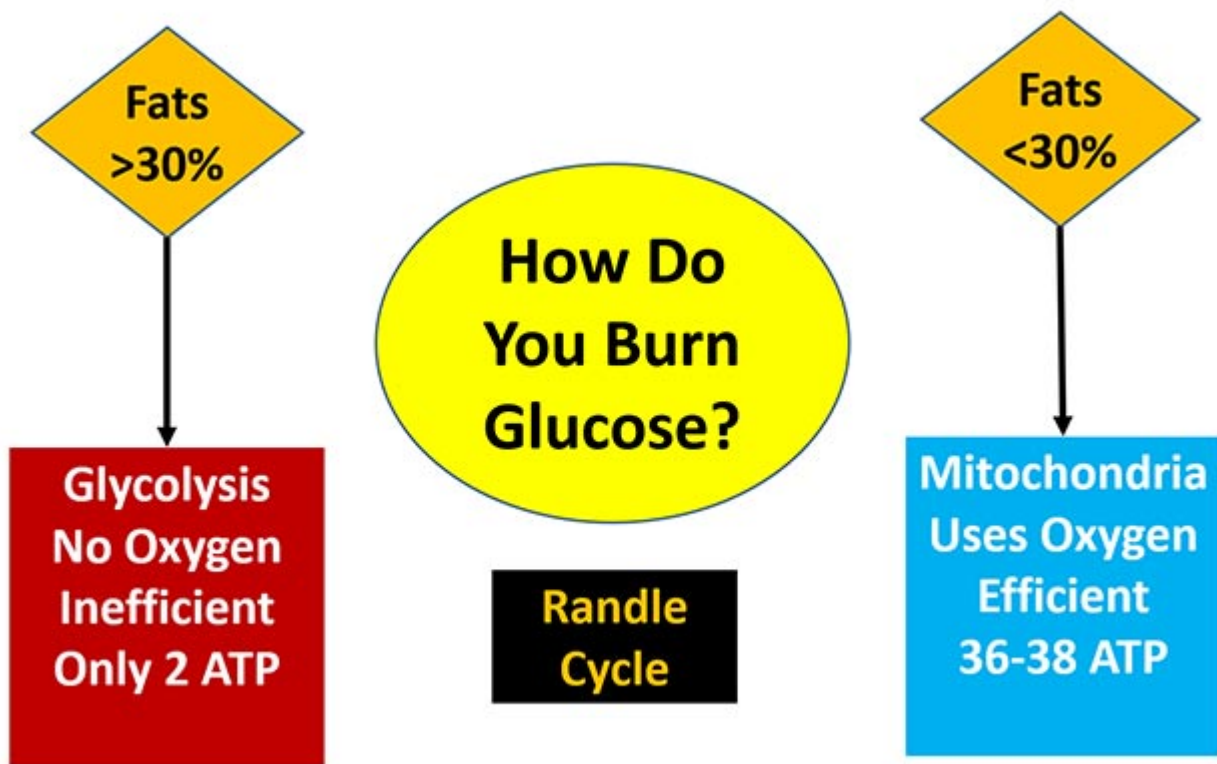 Fats
>30%
Fats
<30%
How Do
You Burn
Glucose?
Glycolysis
No Oxygen
Inefficient
Only 2 ATP
Randle
Cycle
Mitochondria
Uses Oxygen
Efficient
36-38 ATP